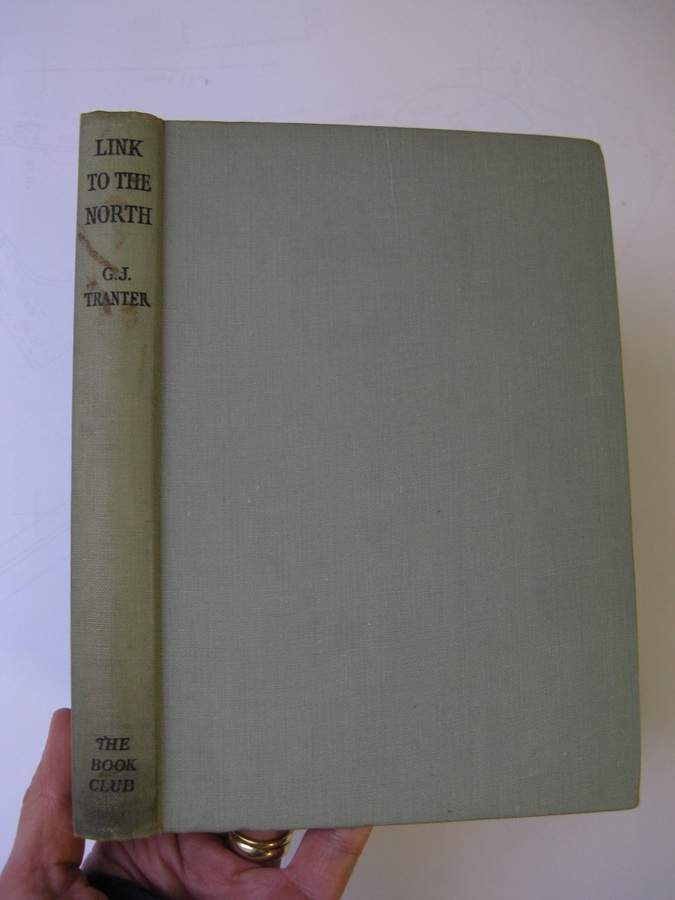 LINK
TO THE
NORTH
G.J.
TRANTER
THE
BOOK
CLUB